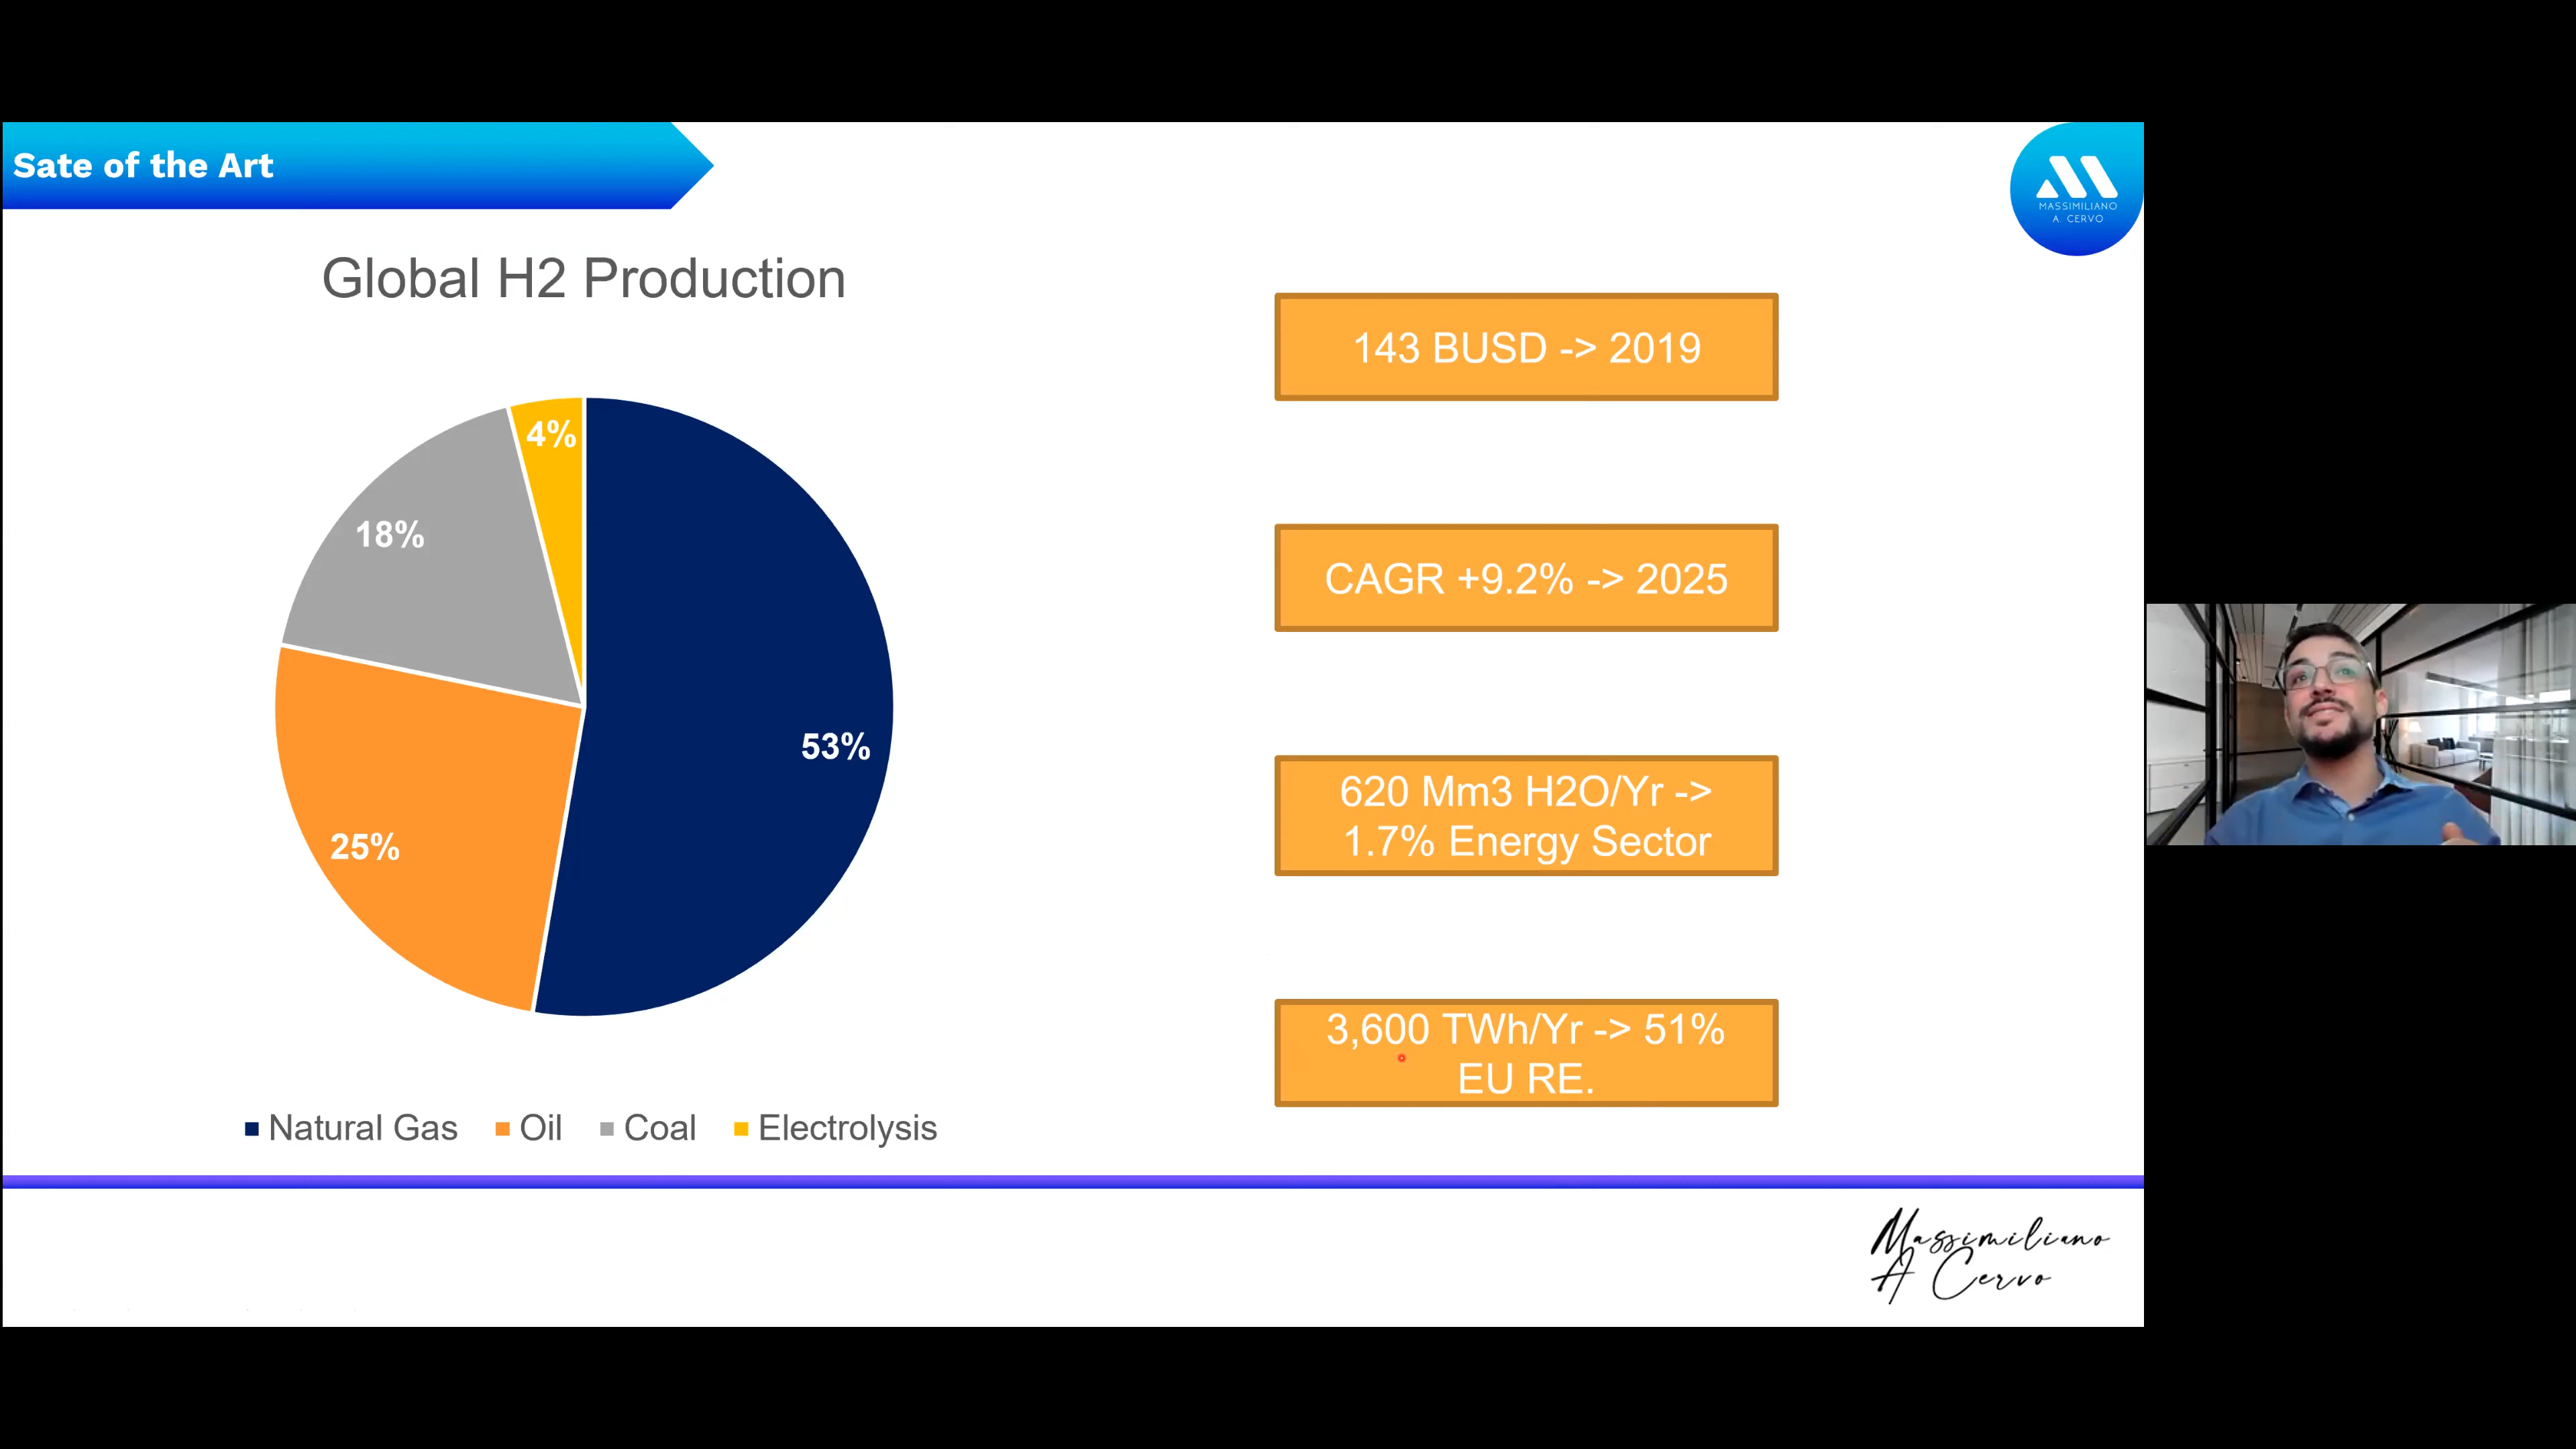 Sate of the Art
MASSIMILIANO
A. CERVO
Global H2 Production
4%
18%
53%
25%
Natural Gas
Oil
Coal
Electrolysis
143 BUSD -> 2019
CAGR +9.2% -> 2025
620 Mm3 H2O/Yr ->
1.7% Energy Sector
3,600 TWh/Yr -> 51%
EU RE.
Massimiliano
A Cervo